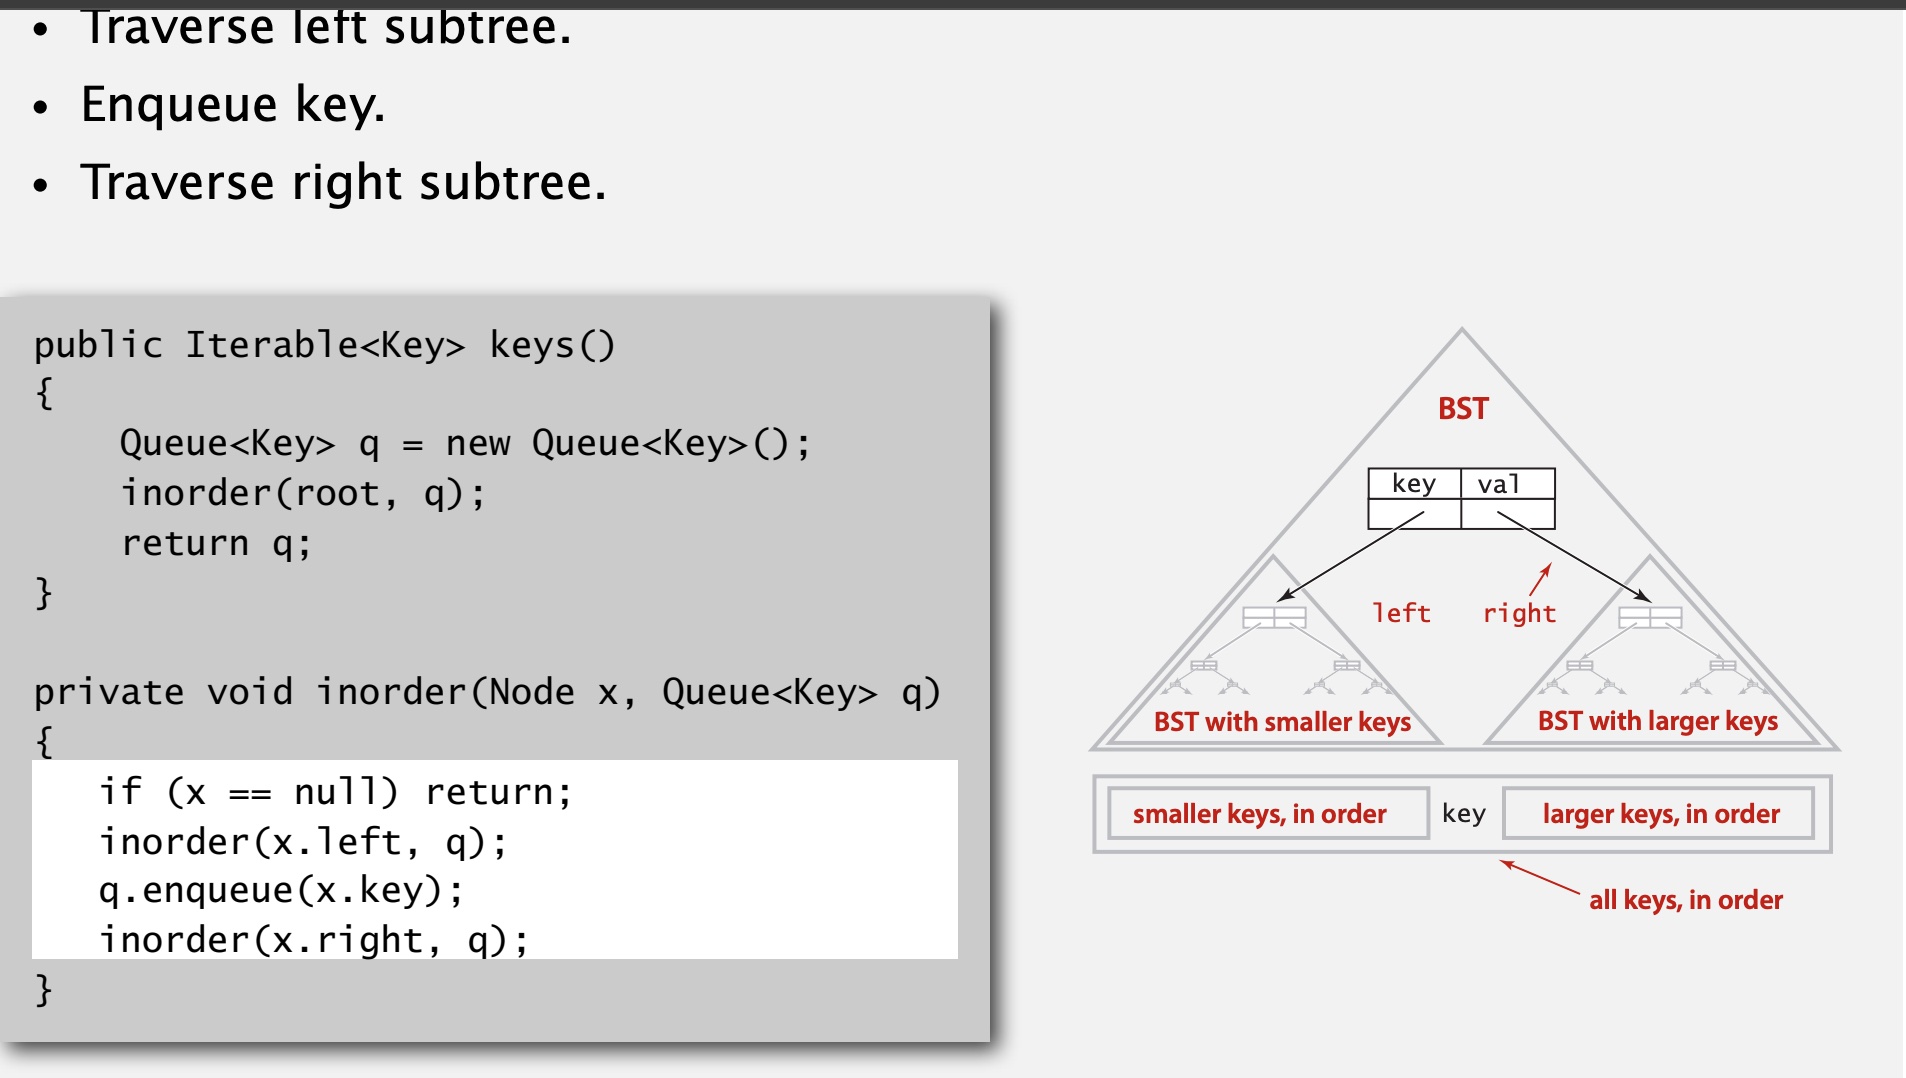 • Traverse left subtree.
• Enqueue key.
• Traverse right subtree.
public Iterable<Key> keys()
{
    Queue<Key> q = new Queue<Key>();
    inorder(root, q);
    return q;
}
private void inorder(Node x, Queue<Key> q)
{
   if (x == null) return;
   inorder(x.left, q);
   q.enqueue(x.key);
   inorder(x.right, q);
}
BST
key val
left right
BST with smaller keys BST with larger keys
smaller keys, in order key larger keys, in order
all keys, in order